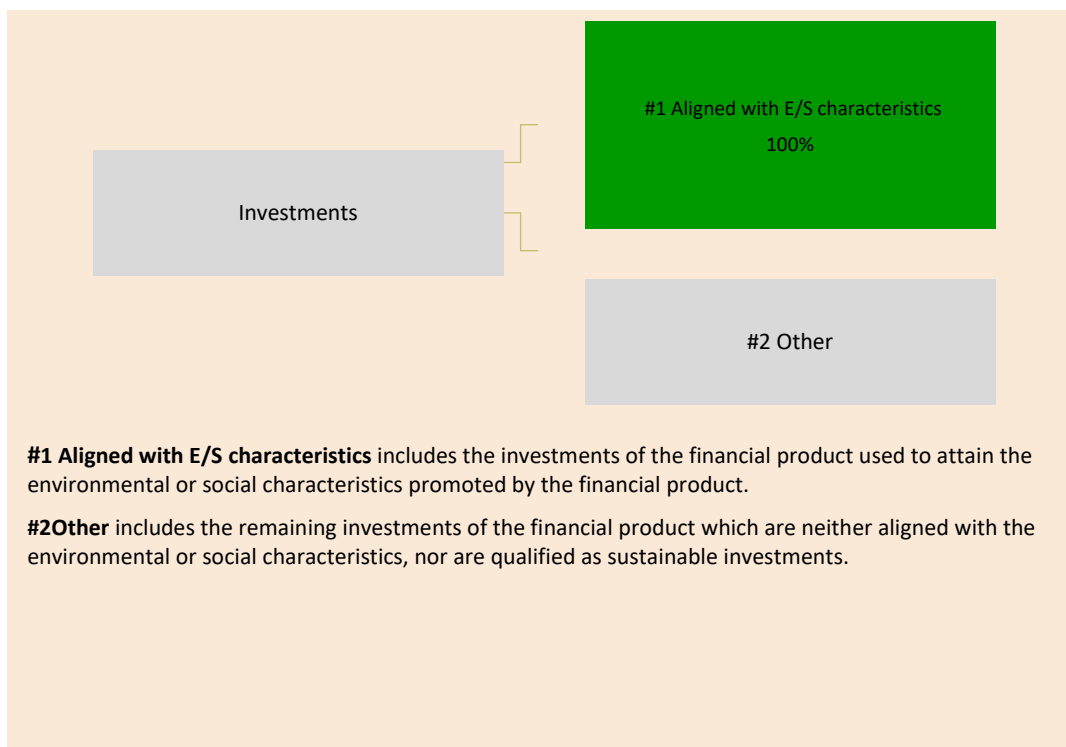 #1 Aligned with E/S characteristics
100%
Investments
#2 Other
#1 Aligned with E/S characteristics includes the investments of the financial product used to attain the
environmental or social characteristics promoted by the financial product.
#2Other includes the remaining investments of the financial product which are neither aligned with the
environmental or social characteristics, nor are qualified as sustainable investments.